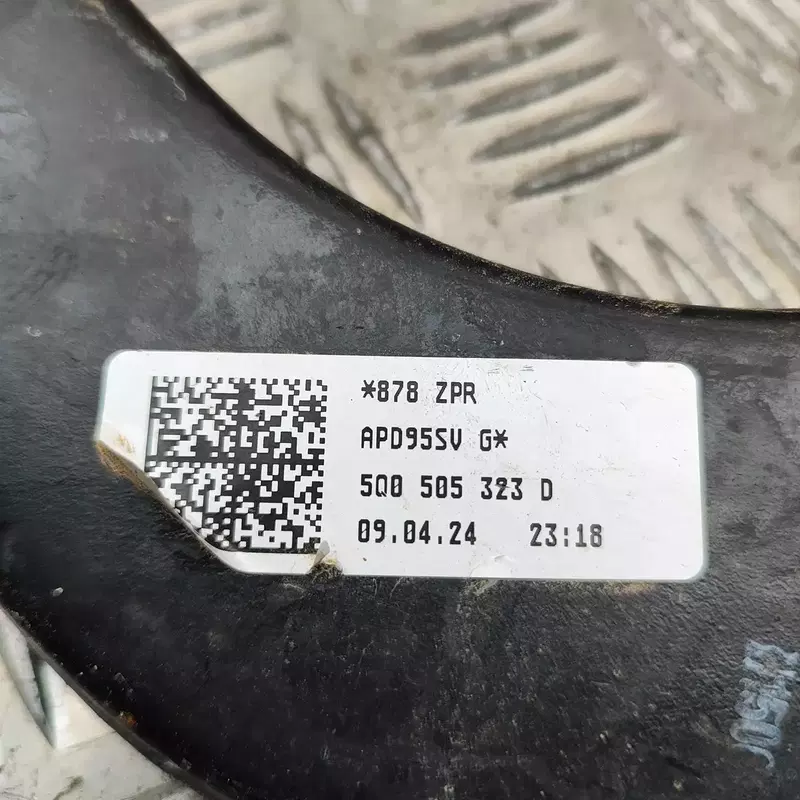 *878 ZPR
APD95SV G*
5Q0 505 323 D
09.04.24 23:18